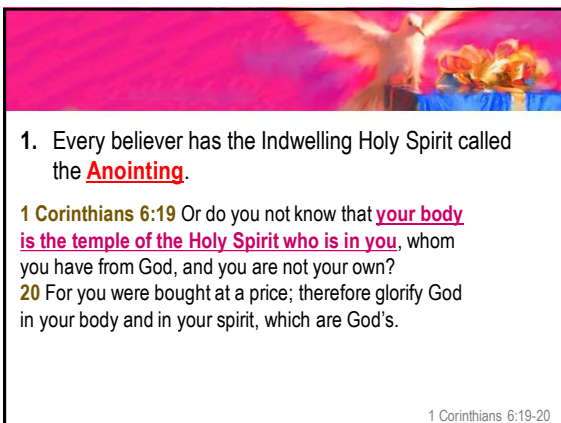 1. Every believer has the Indwelling Holy Spirit called
the Anointing.
1 Corinthians 6:19 Or do you not know that your body
is the temple of the Holy Spirit who is in you, whom
you have from God, and you are not your own?
20 For you were bought at a price; therefore glorify God
in your body and in your spirit, which are God’s.
1 Corinthians 6:19-20